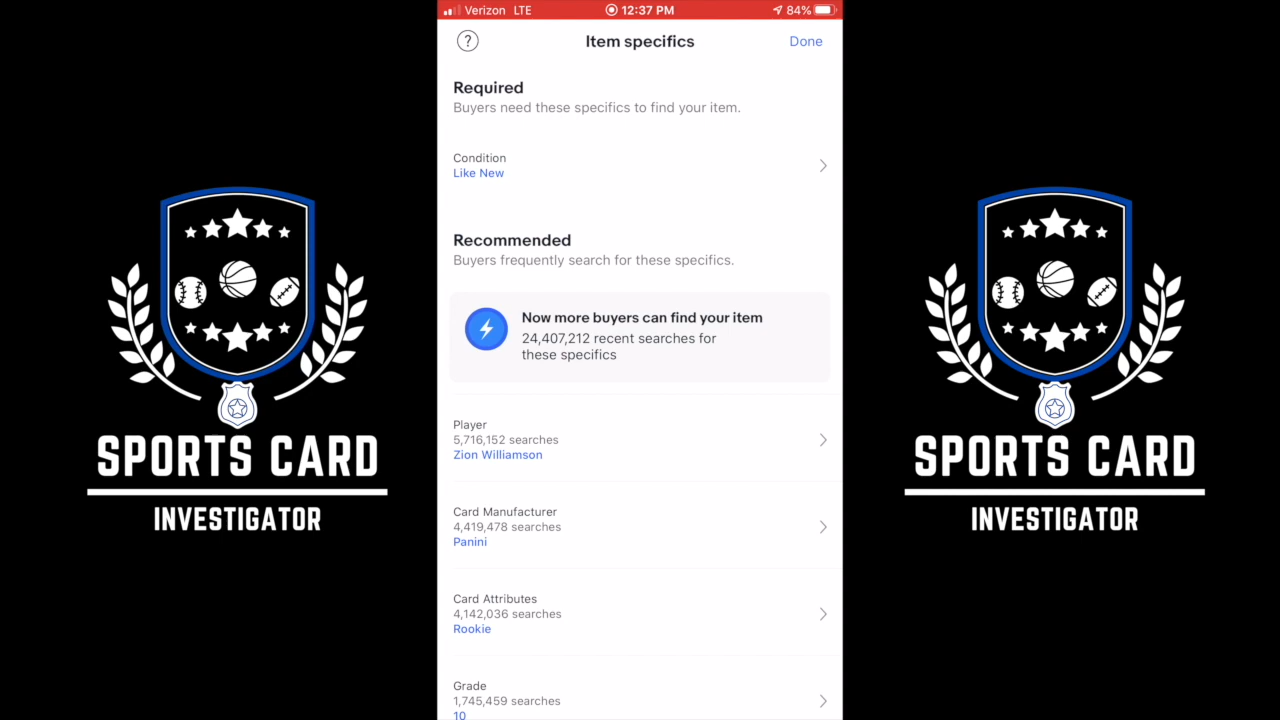 Verizon LTE 12:37 PM 84%
? Item specifics Done
Required
Buyers need these specifics to find your item.
Condition
Like New
Recommended
Buyers frequently search for these specifics.
Now more buyers can find your item
24,407,212 recent searches for
these specifics
Player
5,716,152 searches
Zion Williamson
Card Manufacturer
4,419,478 searches
Panini
Card Attributes
4,142,036 searches
Rookie
Grade
1,745,459 searches
10
SPORTS CARD
INVESTIGATOR
SPORTS CARD
INVESTIGATOR